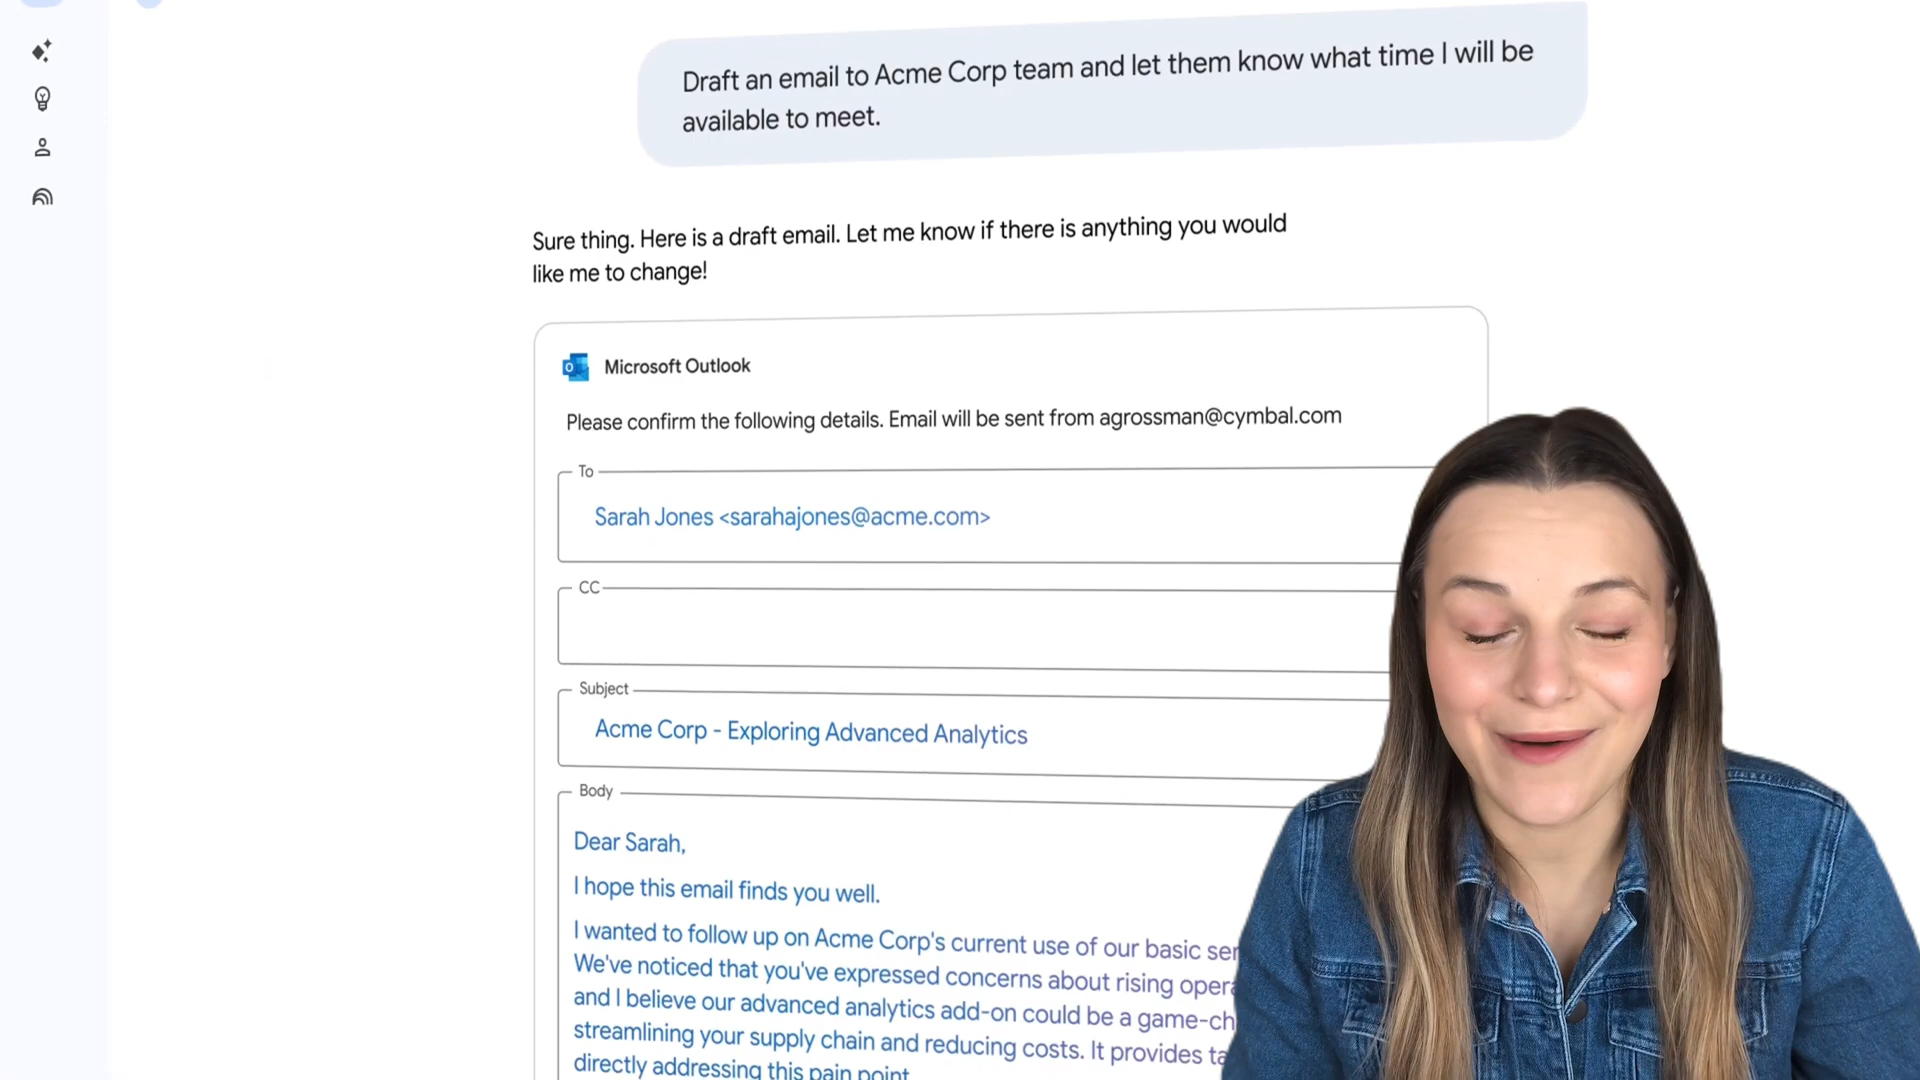 Draft an email to Acme Corp team and let them know what time I will be
available to meet.
Sure thing. Here is a draft email. Let me know if there is anything you would
like me to change!
Microsoft Outlook
Please confirm the following details. Email will be sent from agrossman@cymbal.com
To
Sarah Jones <sarahajones@acme.com>
CC
Subject
Acme Corp - Exploring Advanced Analytics
Body
Dear Sarah,
I hope this email finds you well.
I wanted to follow up on Acme Corp's current use of our basic
We've noticed that you've expressed concerns about rising
and I believe our advanced analytics add-on could be a
streamlining your supply chain and reducing costs. It provides
directly addressing this pain point